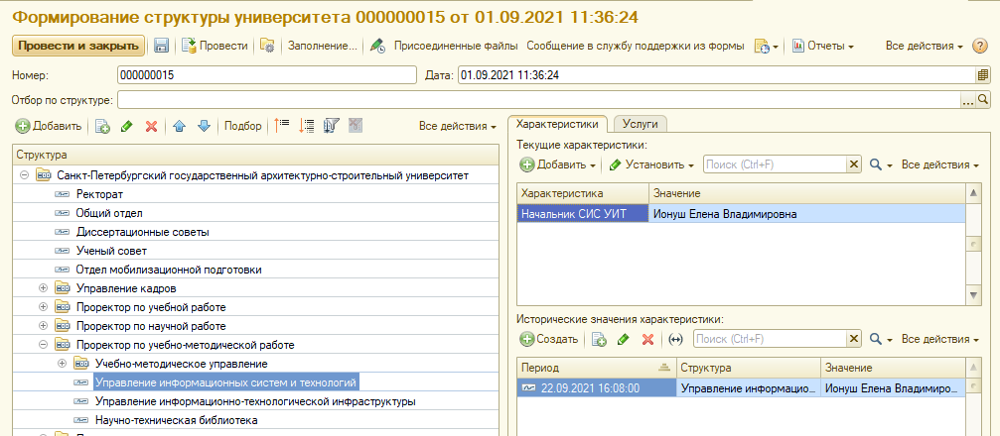 Формирование структуры университета 000000015 от 01.09.2021 11:36:24
Провести и закрыть Провести Заполнение... Присоединенные файлы Сообщение в службу поддержки из формы Отчеты Все действия
Номер: 000000015 Дата: 01.09.2021 11:36:24
Отбор по структуре:
Добавить Подбор Все действия
Структура
Санкт-Петербургский государственный архитектурно-строительный университет
Ректорат
Общий отдел
Диссертационные советы
Ученый совет
Отдел мобилизационной подготовки
Управление кадров
Проректор по учебной работе
Проректор по научной работе
Проректор по учебно-методической работе
Учебно-методическое управление
Управление информационных систем и технологий
Управление информационно-технологической инфраструктуры
Научно-техническая библиотека
Характеристики Услуги
Текущие характеристики:
Добавить Установить Поиск (Ctrl+F) Все действия
Характеристика Значение
Начальник СИС УИТ Ионуш Елена Владимировна
Исторические значения характеристики:
Создать Поиск (Ctrl+F) Все действия
Период Структура Значение
22.09.2021 16:08:00 Управление информацио... Ионуш Елена Владимиро...